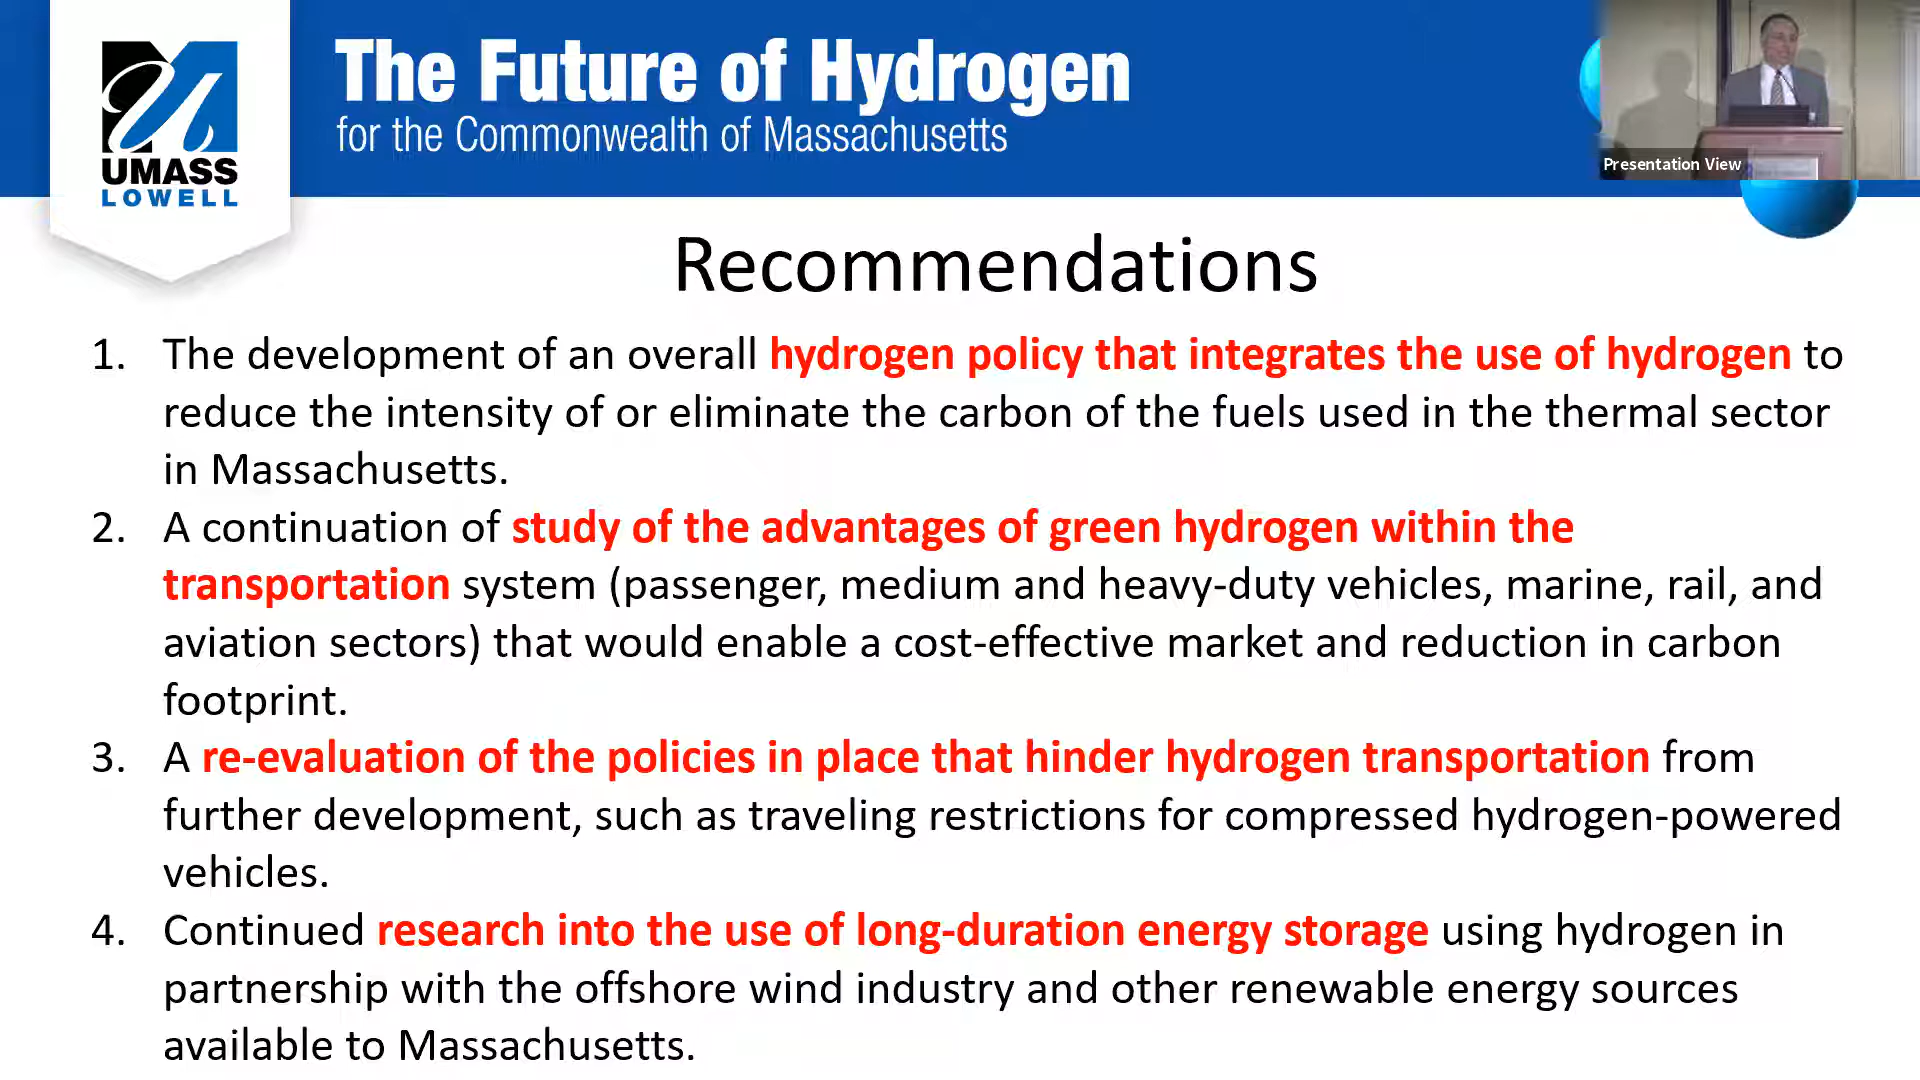 UMASS
LOWELL
The Future of Hydrogen
for the Commonwealth of Massachusetts
Presentation View
Recommendations
1. The development of an overall hydrogen policy that integrates the use of hydrogen to
reduce the intensity of or eliminate the carbon of the fuels used in the thermal sector
in Massachusetts.
2. A continuation of study of the advantages of green hydrogen within the
transportation system (passenger, medium and heavy-duty vehicles, marine, rail, and
aviation sectors) that would enable a cost-effective market and reduction in carbon
footprint.
3. A re-evaluation of the policies in place that hinder hydrogen transportation from
further development, such as traveling restrictions for compressed hydrogen-powered
vehicles.
4. Continued research into the use of long-duration energy storage using hydrogen in
partnership with the offshore wind industry and other renewable energy sources
available to Massachusetts.